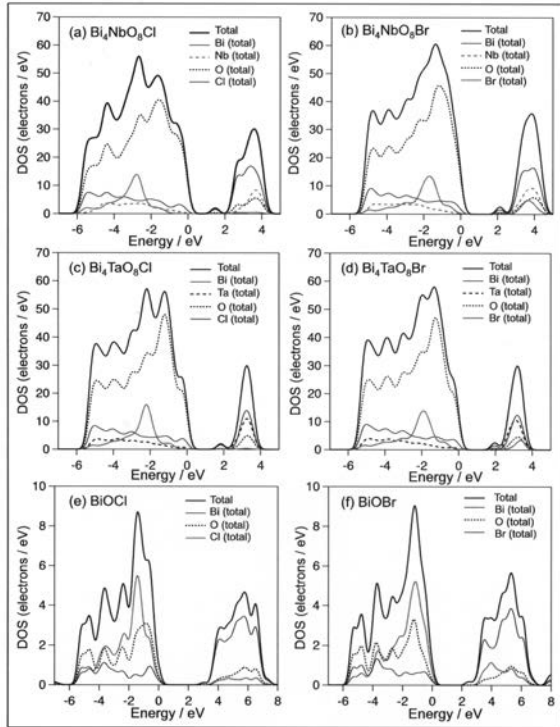 (a) Bi₄NbO₈Cl
Total
Bi (total)
Nb (total)
O (total)
Cl (total)
DOS (electrons / eV)
70
60
50
40
30
20
10
0
-6 -4 -2 0 2 4
Energy / eV
(b) Bi₄NbO₈Br
Total
Bi (total)
Nb (total)
O (total)
Br (total)
DOS (electrons / eV)
70
60
50
40
30
20
10
0
-6 -4 -2 0 2 4
Energy / eV
(c) Bi₄TaO₈Cl
Total
Bi (total)
Ta (total)
O (total)
Cl (total)
DOS (electrons / eV)
70
60
50
40
30
20
10
0
-6 -4 -2 0 2 4
Energy / eV
(d) Bi₄TaO₈Br
Total
Bi (total)
Ta (total)
O (total)
Br (total)
DOS (electrons / eV)
70
60
50
40
30
20
10
0
-6 -4 -2 0 2 4
Energy / eV
(e) BiOCl
Total
Bi (total)
O (total)
Cl (total)
DOS (electrons / eV)
10
8
6
4
2
0
-6 -4 -2 0 2 4 6 8
Energy / eV
(f) BiOBr
Total
Bi (total)
O (total)
Br (total)
DOS (electrons / eV)
10
8
6
4
2
0
-6 -4 -2 0 2 4 6 8
Energy / eV